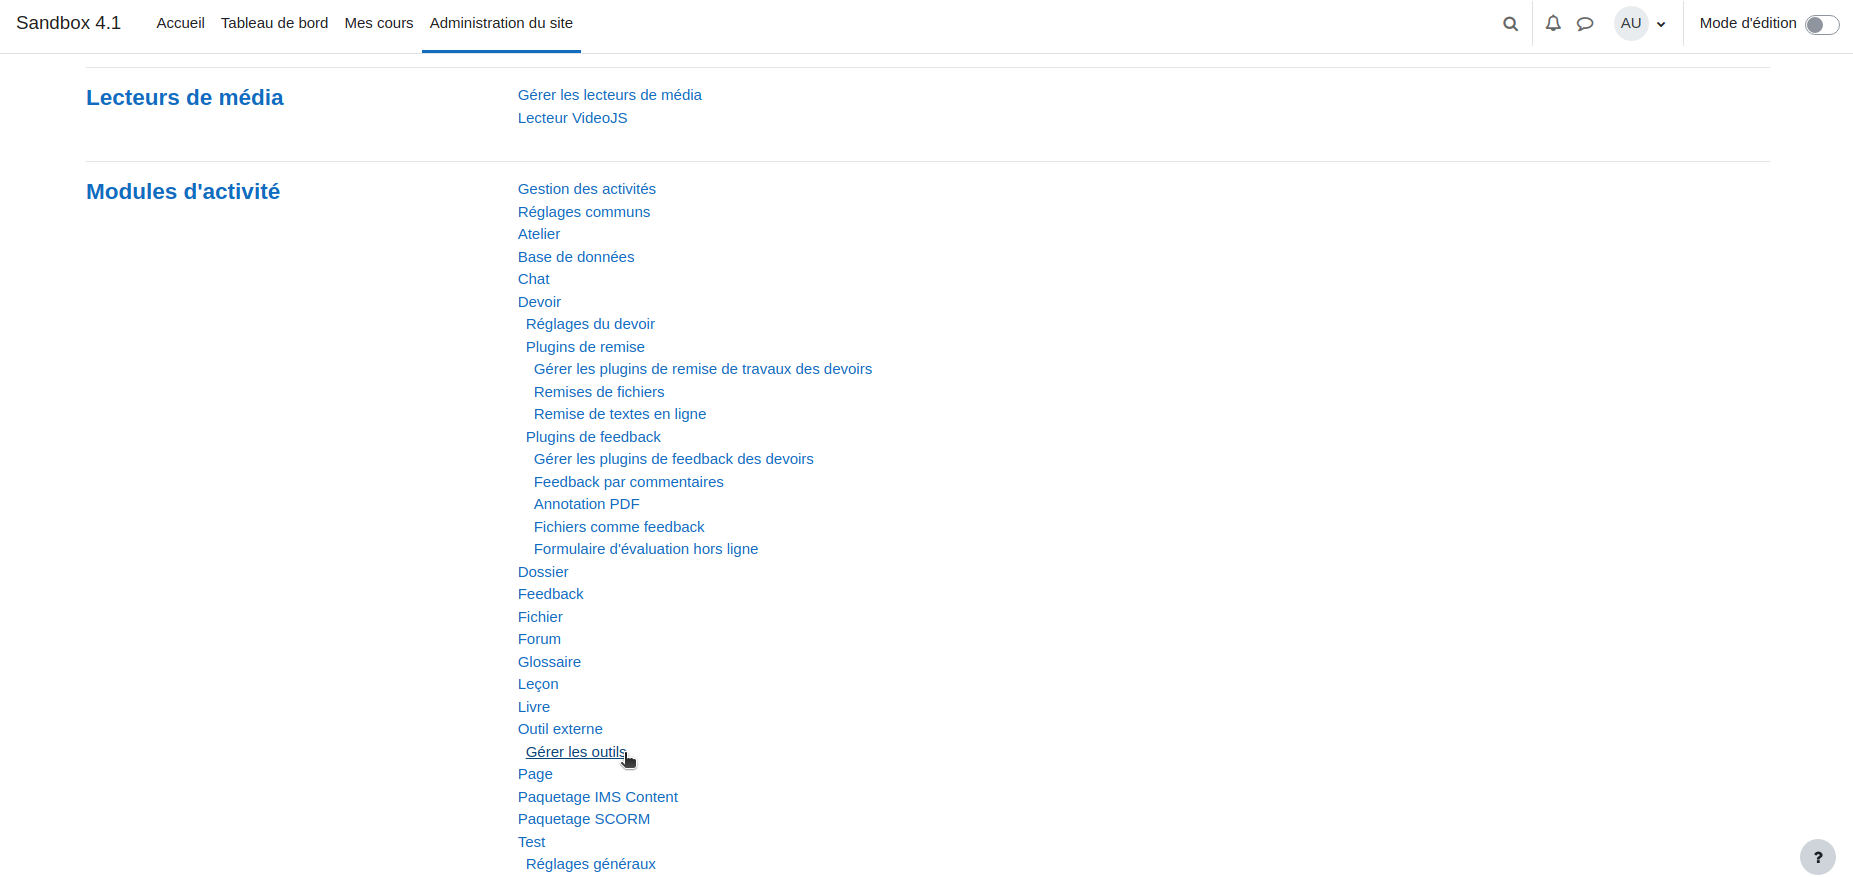 Sandbox 4.1 Accueil Tableau de bord Mes cours Administration du site AU Mode d'édition
Lecteurs de média
Gérer les lecteurs de média
Lecteur VideoJS
Modules d'activité
Gestion des activités
Réglages communs
Atelier
Base de données
Chat
Devoir
Réglages du devoir
Plugins de remise
Gérer les plugins de remise de travaux des devoirs
Remises de fichiers
Remise de textes en ligne
Plugins de feedback
Gérer les plugins de feedback des devoirs
Feedback par commentaires
Annotation PDF
Fichiers comme feedback
Formulaire d'évaluation hors ligne
Dossier
Feedback
Fichier
Forum
Glossaire
Leçon
Livre
Outil externe
Gérer les outils
Page
Paquetage IMS Content
Paquetage SCORM
Test
Réglages généraux
?